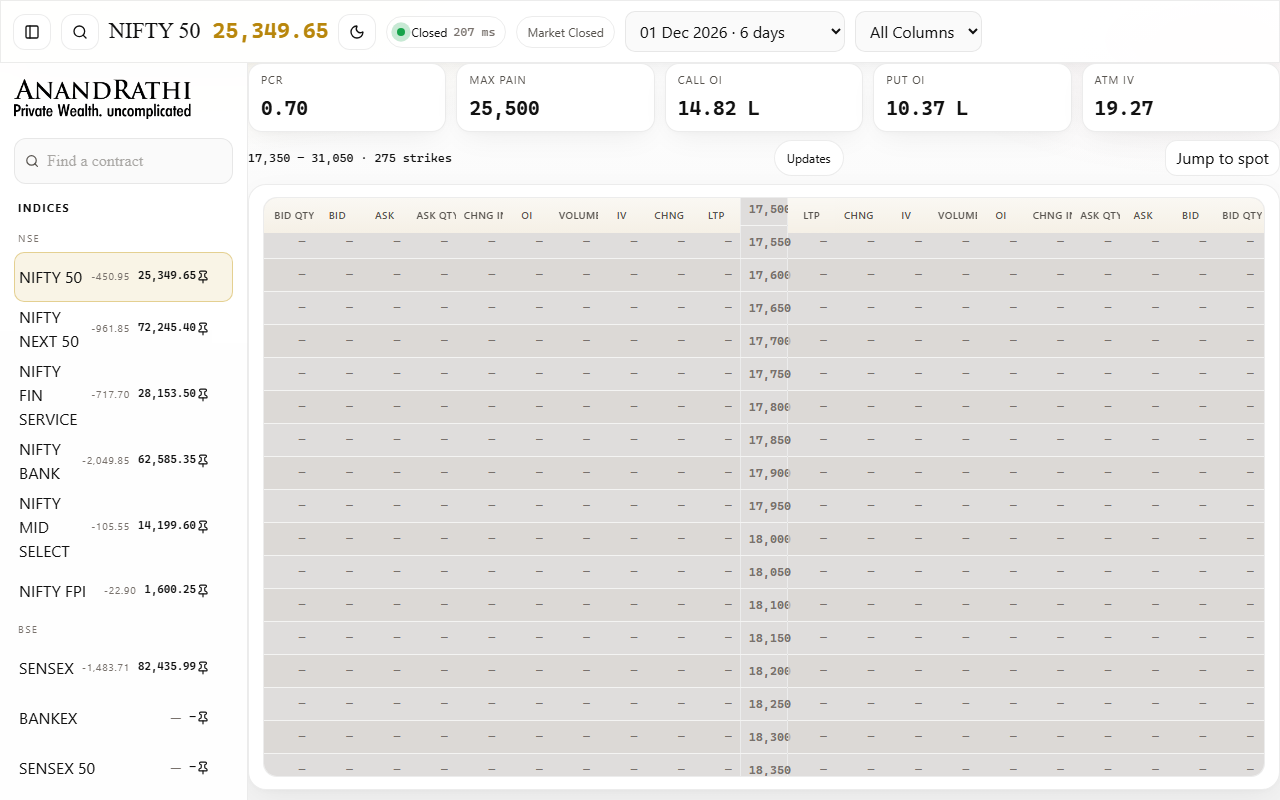 NIFTY 50 25,349.65 Closed 207 ms Market Closed 01 Dec 2026 · 6 days All Columns
ANANDRATHI
Private Wealth. uncomplicated
Find a contract
INDICES
NSE
NIFTY 50 -450.95 25,349.65
NIFTY NEXT 50 -961.85 72,245.40
NIFTY FIN SERVICE -717.70 28,153.50
NIFTY BANK -2,049.85 62,585.35
NIFTY MID SELECT -105.55 14,199.60
NIFTY FPI -22.90 1,600.25
BSE
SENSEX -1,483.71 82,435.99
BANKEX — —
SENSEX 50 — —
PCR MAX PAIN CALL OI PUT OI ATM IV
0.70 25,500 14.82 L 10.37 L 19.27
17,350 — 31,050 · 275 strikes Updates Jump to spot
BID QTY BID ASK ASK QTY CHNG IN OI VOLUME IV CHNG LTP 17,500 LTP CHNG IV VOLUME OI CHNG IN ASK QTY ASK BID BID QTY
— — — — — — — — — — 17,550 — — — — — — — — — —
— — — — — — — — — — 17,600 — — — — — — — — — —
— — — — — — — — — — 17,650 — — — — — — — — — —
— — — — — — — — — — 17,700 — — — — — — — — — —
— — — — — — — — — — 17,750 — — — — — — — — — —
— — — — — — — — — — 17,800 — — — — — — — — — —
— — — — — — — — — — 17,850 — — — — — — — — — —
— — — — — — — — — — 17,900 — — — — — — — — — —
— — — — — — — — — — 17,950 — — — — — — — — — —
— — — — — — — — — — 18,000 — — — — — — — — — —
— — — — — — — — — — 18,050 — — — — — — — — — —
— — — — — — — — — — 18,100 — — — — — — — — — —
— — — — — — — — — — 18,150 — — — — — — — — — —
— — — — — — — — — — 18,200 — — — — — — — — — —
— — — — — — — — — — 18,250 — — — — — — — — — —
— — — — — — — — — — 18,300 — — — — — — — — — —
— — — — — — — — — — 18,350 — — — — — — — — — —